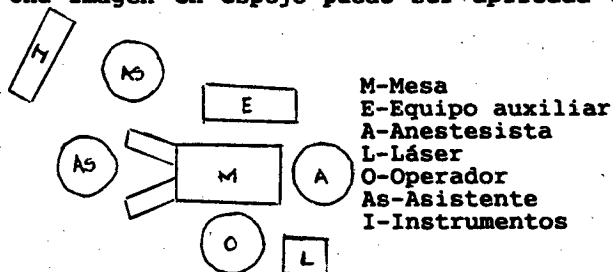 una imagen en espejo puede ser aplicada
I
As
E
As
M
A
O
L
M-Mesa
E-Equipo auxiliar
A-Anestesista
L-Láser
O-Operador
As-Asistente
I-Instrumentos